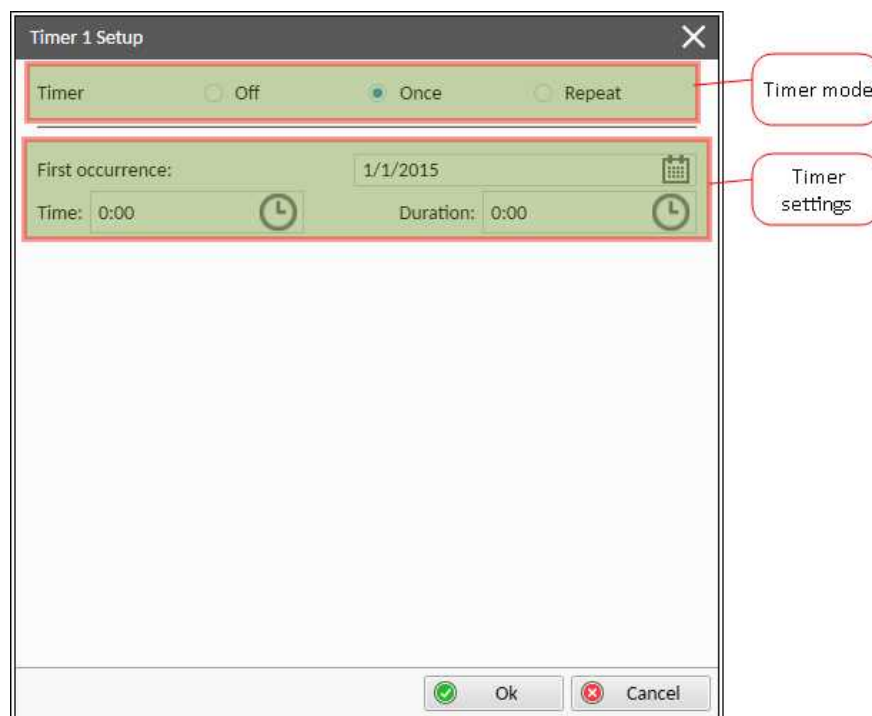 Timer 1 Setup
Timer Off Once Repeat
Timer mode
First occurrence: 1/1/2015
Time: 0:00 Duration: 0:00
Timer
settings
Ok Cancel